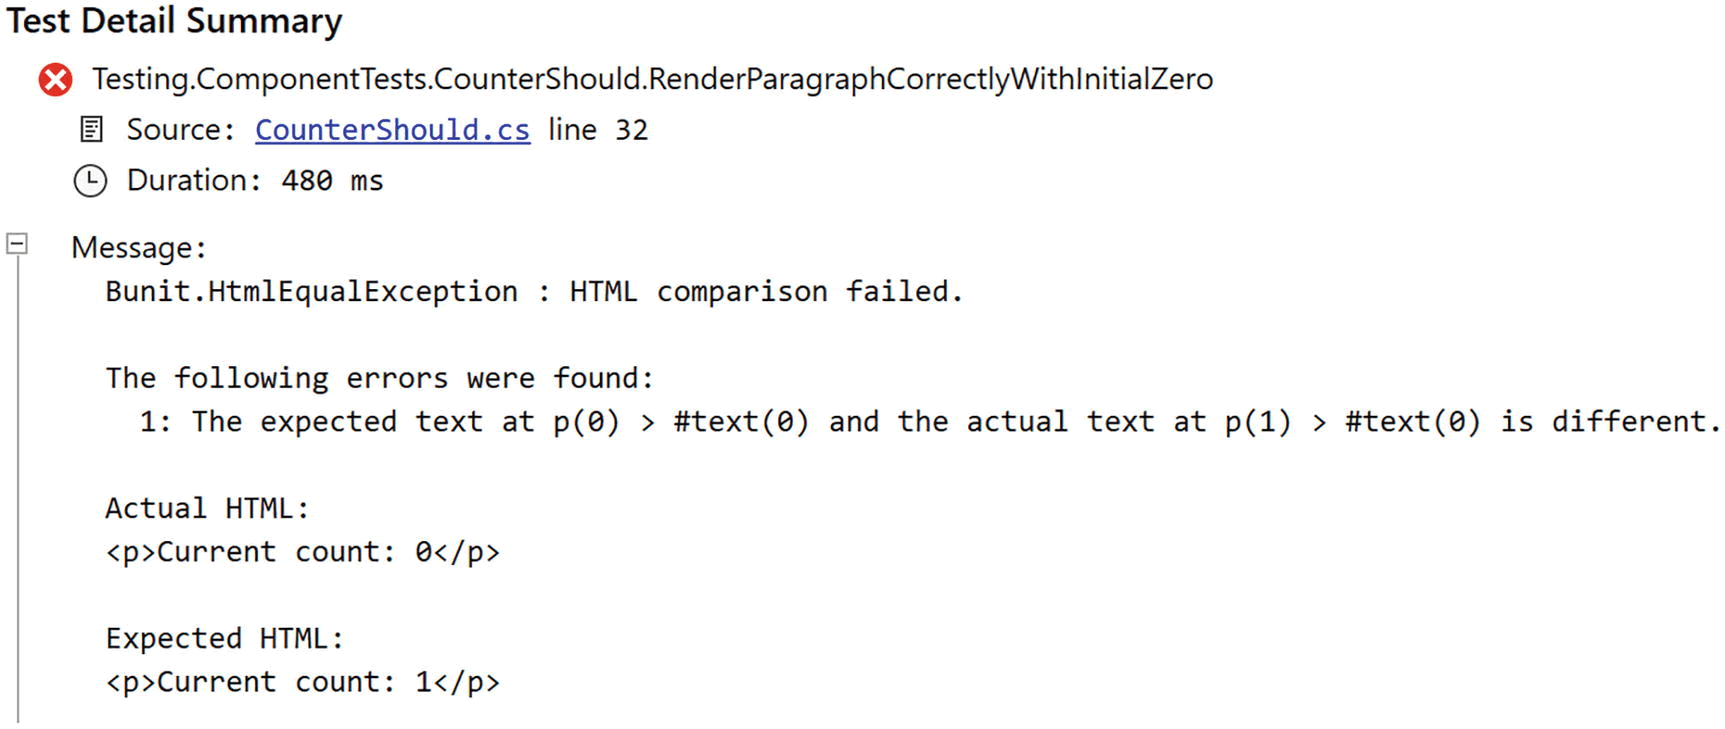 Test Detail Summary
Testing.ComponentTests.CounterShould.RenderParagraphCorrectlyWithInitialZero
Source: CounterShould.cs line 32
Duration: 480 ms
Message:
Bunit.HtmlEqualException : HTML comparison failed.
The following errors were found:
1: The expected text at p(0) > #text(0) and the actual text at p(1) > #text(0) is different.
Actual HTML:
<p>Current count: 0</p>
Expected HTML:
<p>Current count: 1</p>